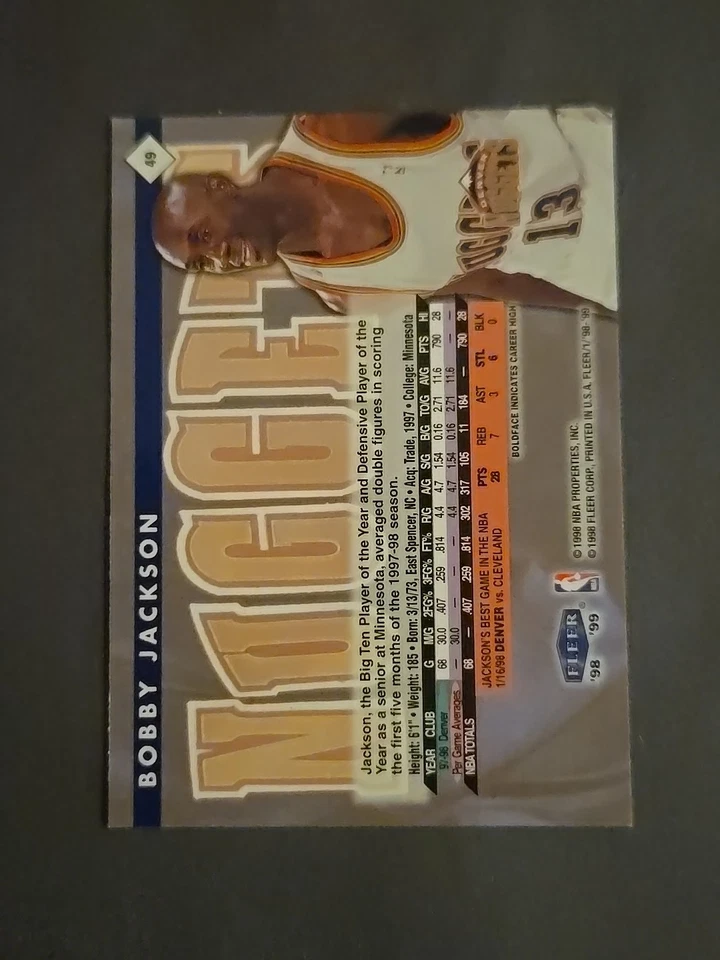 49
BOBBY JACKSON
NUGGETS
13
Jackson, the Big Ten Player of the Year and Defensive Player of the
Year as a senior at Minnesota, averaged double figures in scoring
the first five months of the 1997-98 season.
Height: 6'1" • Weight: 185 • Born: 3/13/73, East Spencer, NC • Acq: Trade, 1997 • College: Minnesota
YEAR CLUB G M/G 2FG% 3FG% FT% R/G A/G S/G B/G TO/G AVG PTS HI
97-98 Denver 68 30.0 .407 .259 .814 4.4 4.7 1.54 0.16 2.71 11.6 790 28
Per Game Averages — 30.0 — — — 4.4 4.7 1.54 0.16 2.71 11.6 — —
NBA TOTALS 68 — .407 .259 .814 302 317 105 11 184 — 790 28
JACKSON'S BEST GAME IN THE NBA PTS REB AST STL BLK
1/16/98 DENVER vs. CLEVELAND 28 7 3 6 0
BOLDFACE INDICATES CAREER HIGH
FLEER
'98 '99
© 1998 NBA PROPERTIES, INC.
© 1998 FLEER CORP., PRINTED IN U.S.A. FLEER/1/ '98-'99